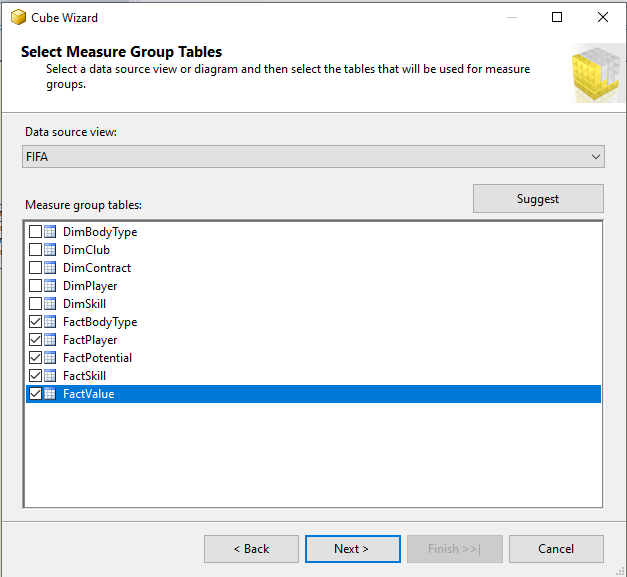 Cube Wizard
Select Measure Group Tables
Select a data source view or diagram and then select the tables that will be used for measure
groups.
Data source view:
FIFA
Suggest
Measure group tables:
DimBodyType
DimClub
DimContract
DimPlayer
DimSkill
FactBodyType
FactPlayer
FactPotential
FactSkill
FactValue
< Back
Next >
Finish >>|
Cancel